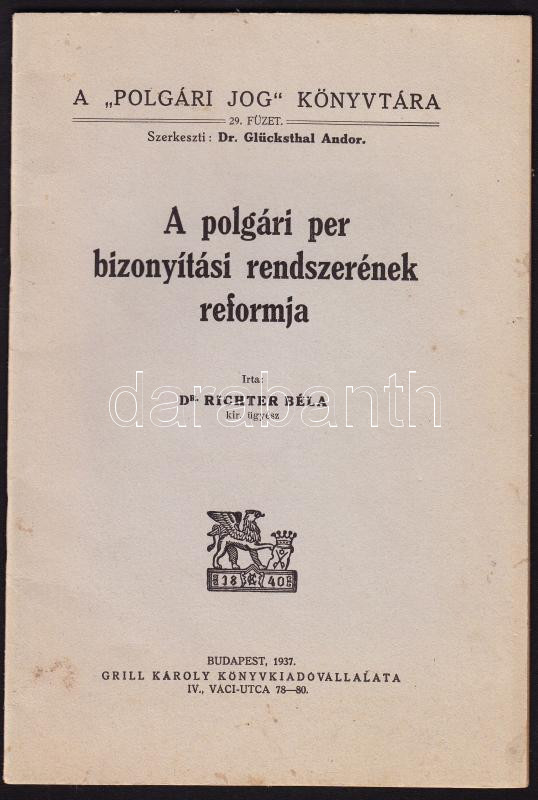 A „POLGÁRI JOG“ KÖNYVTÁRA
29. FÜZET.
Szerkeszti: Dr. Glücksthal Andor.
A polgári per
bizonyítási rendszerének
reformja
Irta:
DR. RICHTER BÉLA
kir. ügyész
darabanth
18 40
BUDAPEST, 1937.
GRILL KÁROLY KÖNYVKIADÓVÁLLALATA
IV., VÁCI-UTCA 78—80.